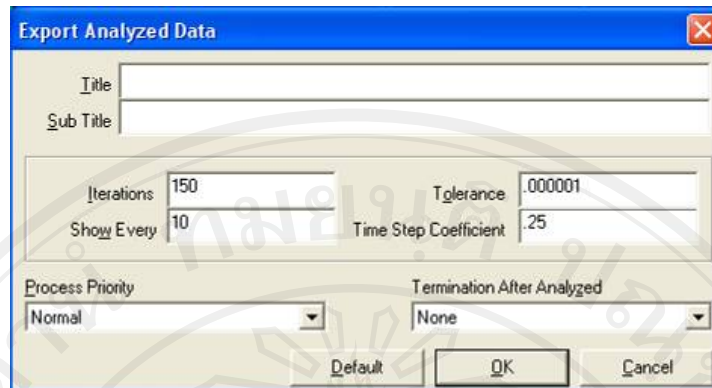 Export Analyzed Data
Title
Sub Title
Iterations 150 Tolerance .000001
Show Every 10 Time Step Coefficient .25
Process Priority Termination After Analyzed
Normal None
Default OK Cancel